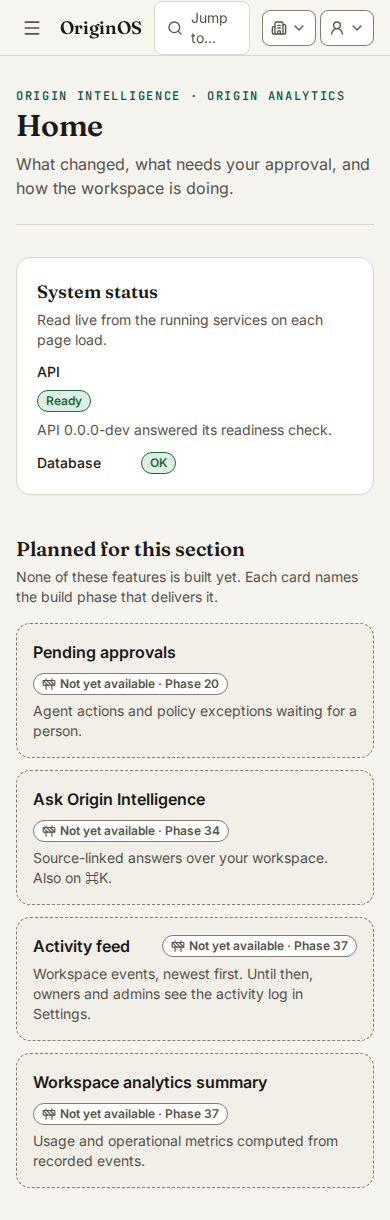 OriginOS
Jump
to...
ORIGIN INTELLIGENCE · ORIGIN ANALYTICS
Home
What changed, what needs your approval, and
how the workspace is doing.
System status
Read live from the running services on each
page load.
API
Ready
API 0.0.0-dev answered its readiness check.
Database OK
Planned for this section
None of these features is built yet. Each card names
the build phase that delivers it.
Pending approvals
Not yet available · Phase 20
Agent actions and policy exceptions waiting for a
person.
Ask Origin Intelligence
Not yet available · Phase 34
Source-linked answers over your workspace.
Also on ⌘K.
Activity feed Not yet available · Phase 37
Workspace events, newest first. Until then,
owners and admins see the activity log in
Settings.
Workspace analytics summary
Not yet available · Phase 37
Usage and operational metrics computed from
recorded events.